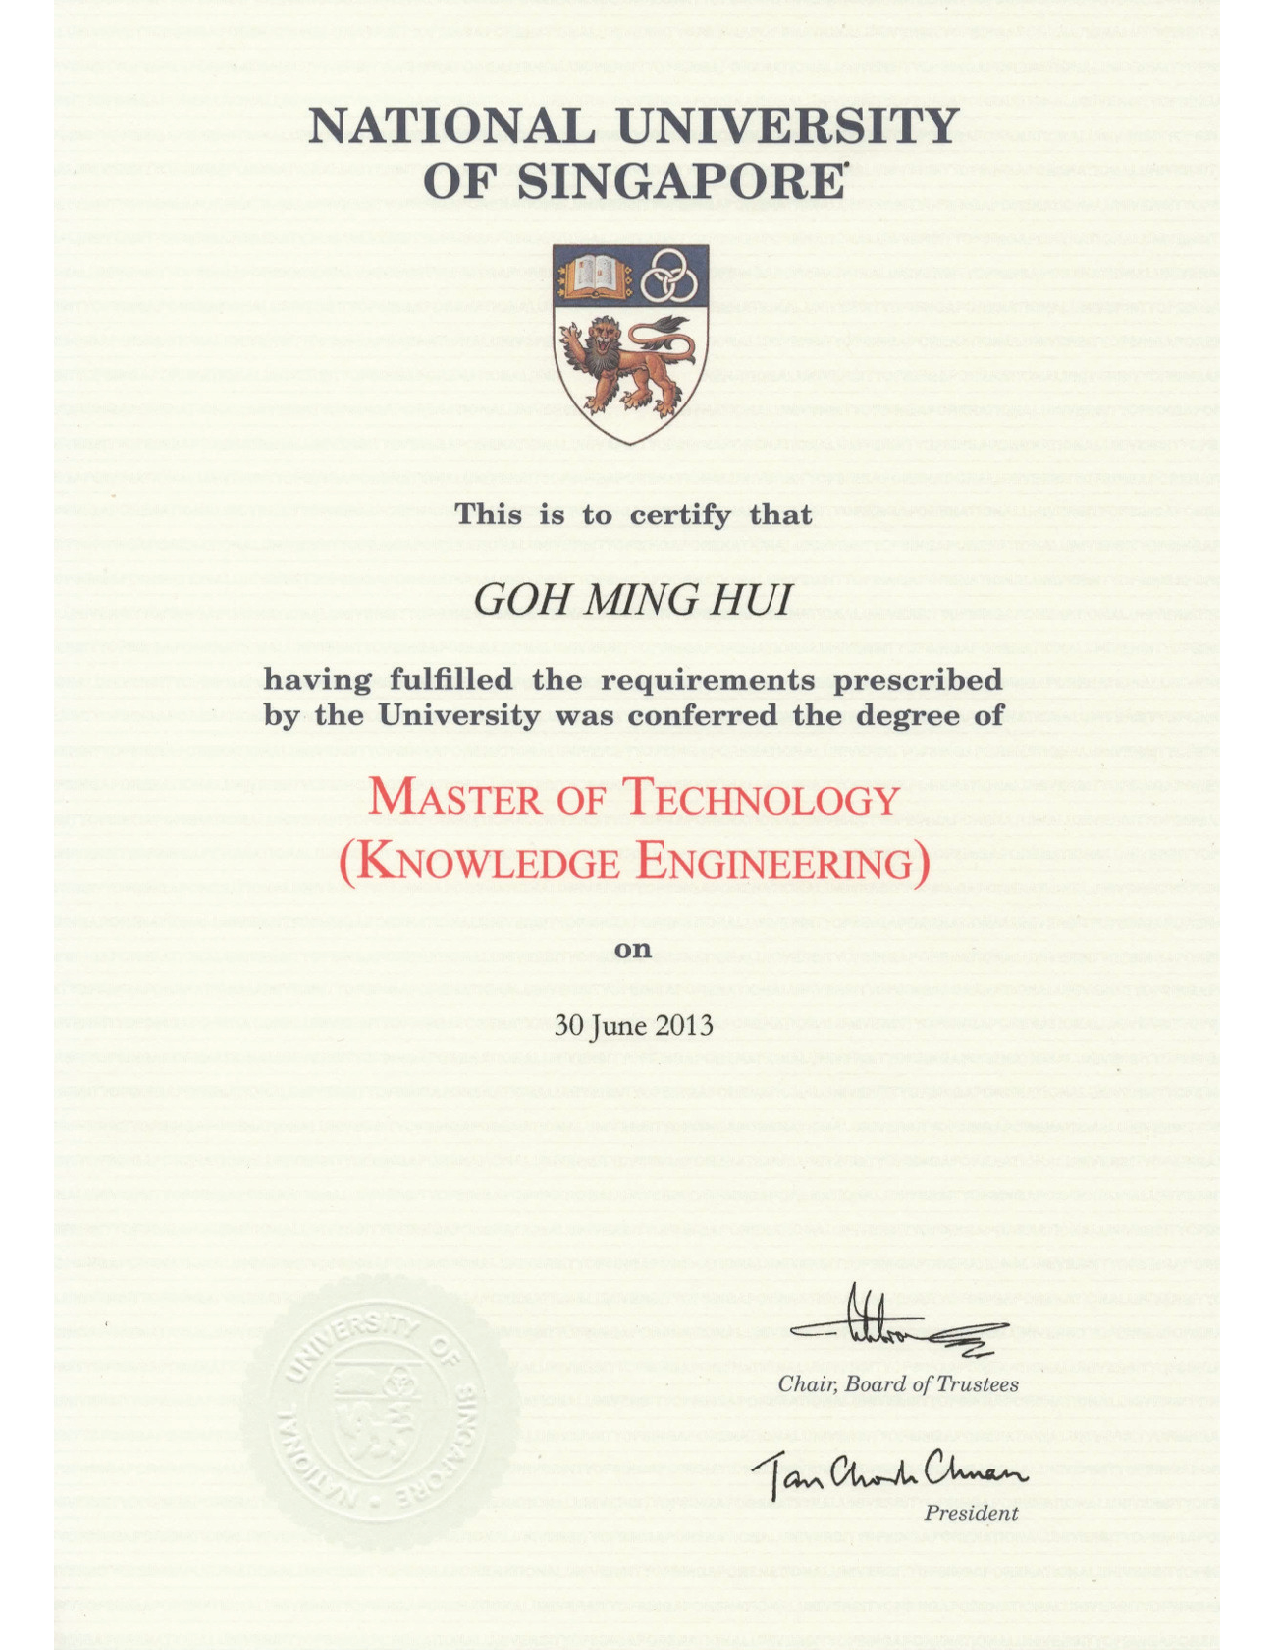 NATIONAL UNIVERSITY
OF SINGAPORE
This is to certify that
GOH MING HUI
having fulfilled the requirements prescribed
by the University was conferred the degree of
MASTER OF TECHNOLOGY
(KNOWLEDGE ENGINEERING)
on
30 June 2013
NATIONAL UNIVERSITY OF SINGAPORE
Chair, Board of Trustees
Tan Chorh Chuan
President